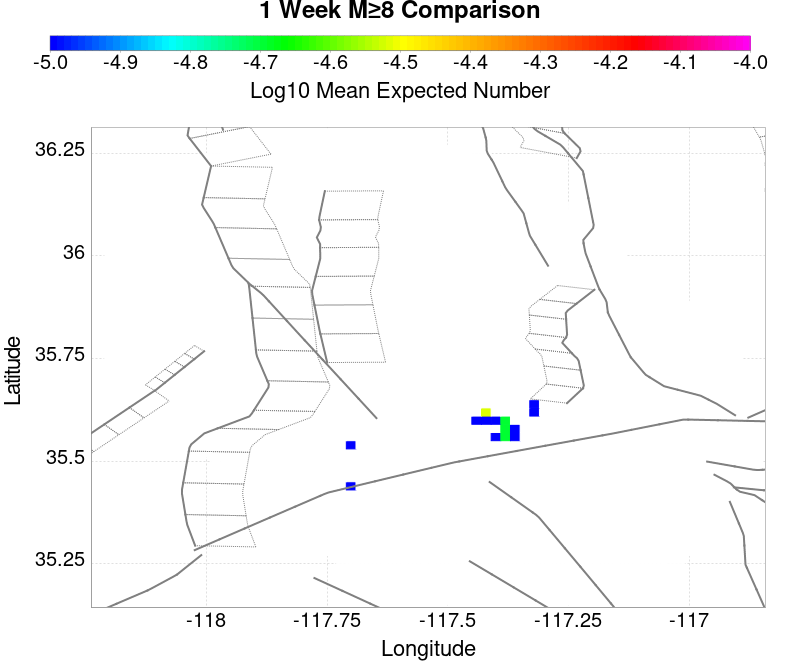 1 Week M≥8 Comparison
-5.0 -4.9 -4.8 -4.7 -4.6 -4.5 -4.4 -4.3 -4.2 -4.1 -4.0
Log10 Mean Expected Number
36.25
36
35.75
35.5
35.25
Latitude
-118 -117.75 -117.5 -117.25 -117
Longitude